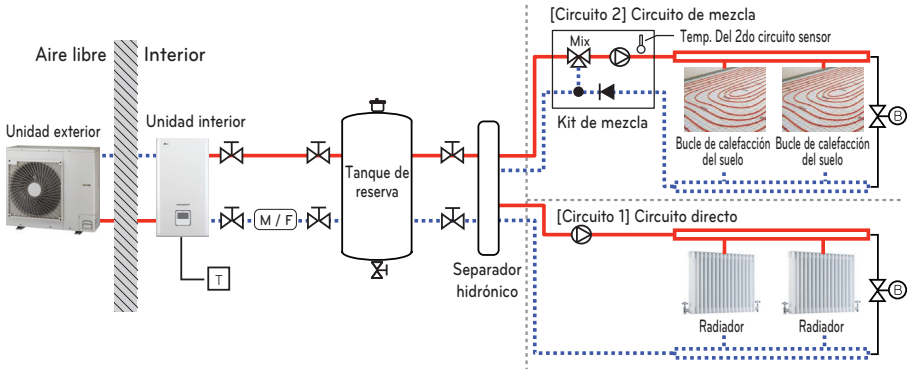 [Circuito 2] Circuito de mezcla
Mix
Temp. Del 2do circuito sensor
Aire libre
Interior
Unidad exterior
Unidad interior
Kit de mezcla
B
Bucle de calefacción
del suelo
Bucle de calefacción
del suelo
Tanque de
reserva
M / F
[Circuito 1] Circuito directo
T
Separador
hidrónico
B
Radiador
Radiador